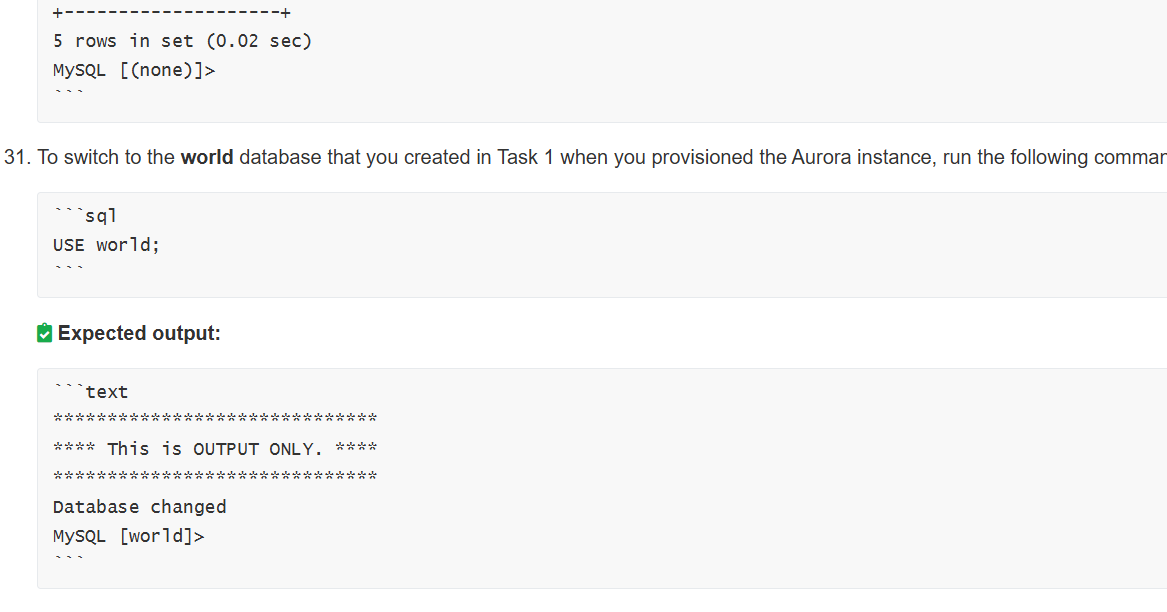 +--------------------+
5 rows in set (0.02 sec)
MySQL [(none)]>
```
31. To switch to the world database that you created in Task 1 when you provisioned the Aurora instance, run the following
```sql
USE world;
```
Expected output:
```text
******************************
**** This is OUTPUT ONLY. ****
******************************
Database changed
MySQL [world]>
```